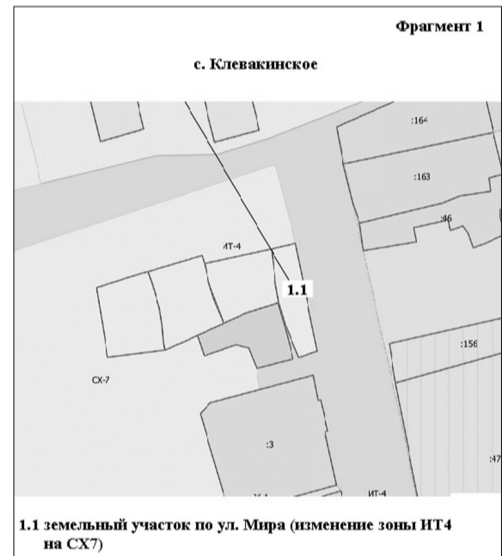 Фрагмент 1
с. Клевакинское
:164
:163
:46
ИТ-4
1.1
:156
СХ-7
:3
:47
ИТ-4
1.1 земельный участок по ул. Мира (изменение зоны ИТ4
на СХ7)